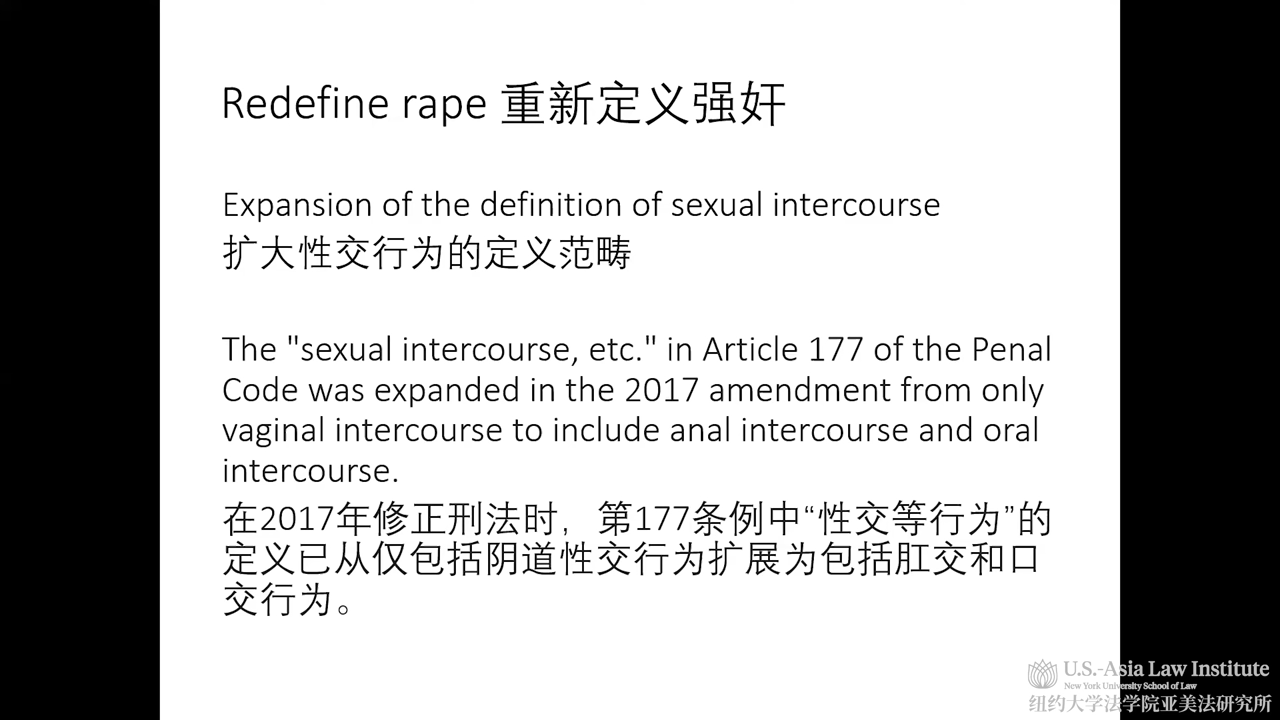 Redefine rape 重新定义强奸
Expansion of the definition of sexual intercourse
扩大性交行为的定义范畴
The "sexual intercourse, etc." in Article 177 of the Penal
Code was expanded in the 2017 amendment from only
vaginal intercourse to include anal intercourse and oral
intercourse.
在2017年修正刑法时，第177条例中“性交等行为”的
定义已从仅包括阴道性交行为扩展为包括肛交和口
交行为。
U.S.-Asia Law Institute
New York University School of Law
纽约大学法学院亚美法研究所